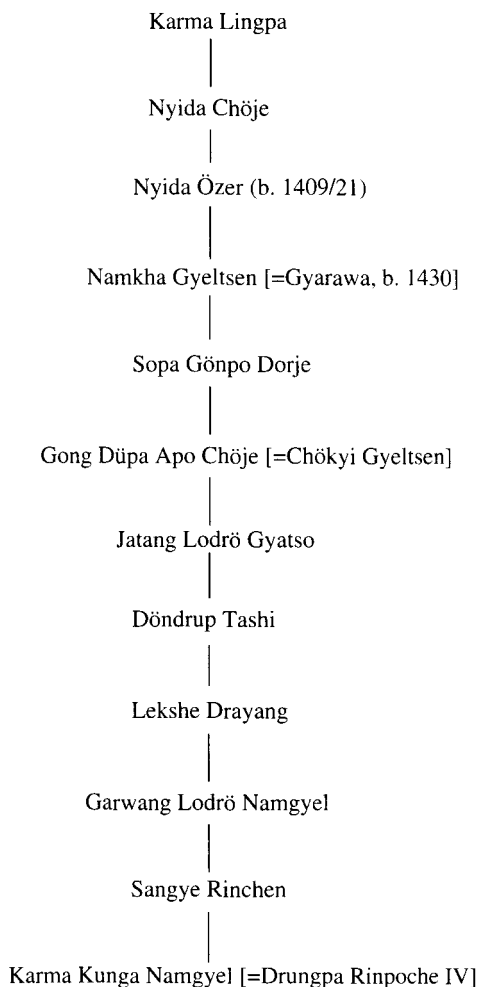 Karma Lingpa
Nyida Chöje
Nyida Özer (b. 1409/21)
Namkha Gyeltsen [=Gyarawa, b. 1430]
Sopa Gönpo Dorje
Gong Düpa Apo Chöje [=Chökyi Gyeltsen]
Jatang Lodrö Gyatso
Döndrup Tashi
Lekshe Drayang
Garwang Lodrö Namgyel
Sangye Rinchen
Karma Kunga Namgyel [=Drungpa Rinpoche IV]